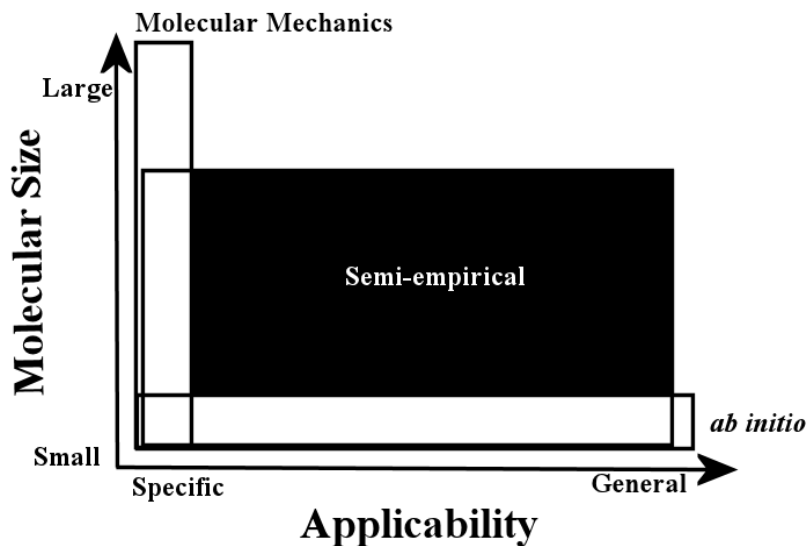 Molecular Mechanics
Large
Molecular Size
Semi-empirical
ab initio
Small
Specific
General
Applicability